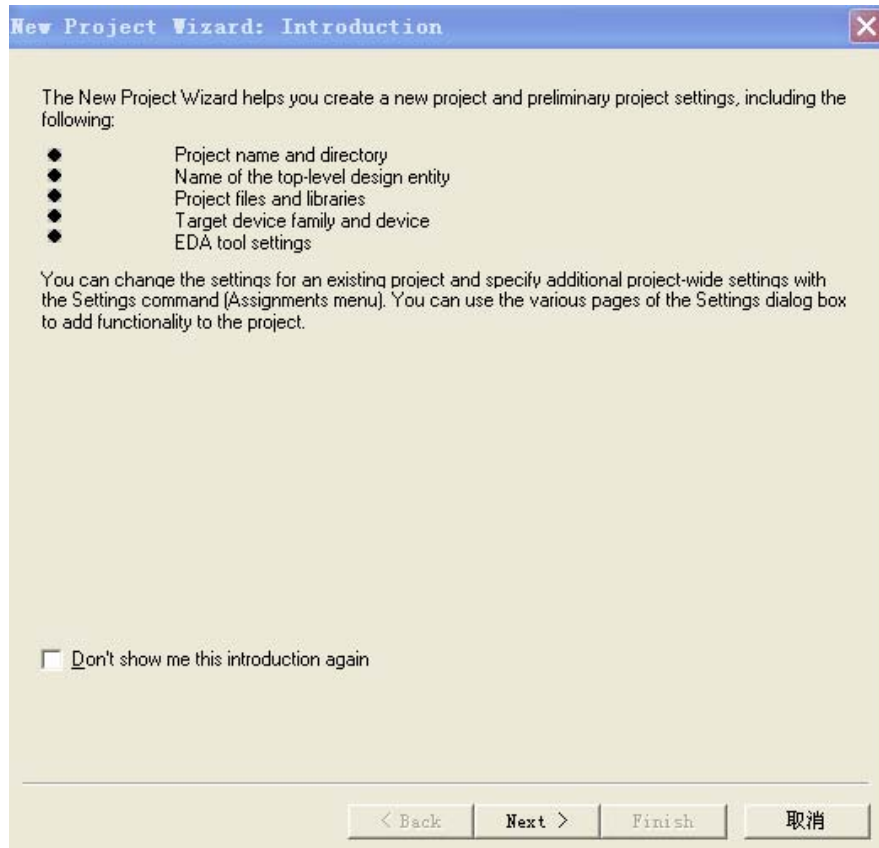 New Project Wizard: Introduction
The New Project Wizard helps you create a new project and preliminary project settings, including the
following:
Project name and directory
Name of the top-level design entity
Project files and libraries
Target device family and device
EDA tool settings
You can change the settings for an existing project and specify additional project-wide settings with
the Settings command (Assignments menu). You can use the various pages of the Settings dialog box
to add functionality to the project.
Don't show me this introduction again
< Back
Next >
Finish
取消